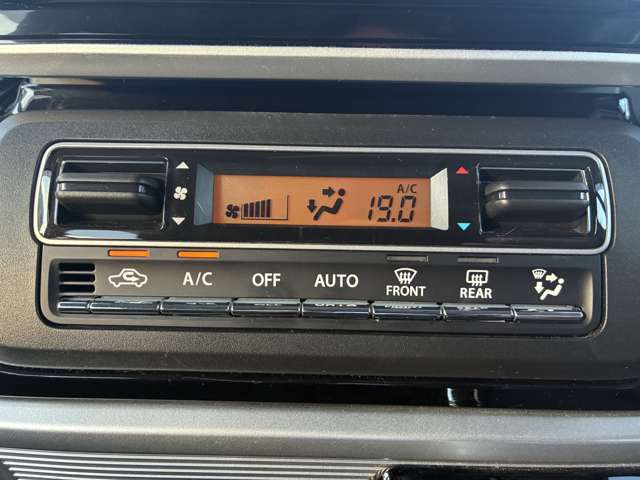 A/C
19.0
A/C OFF AUTO FRONT REAR